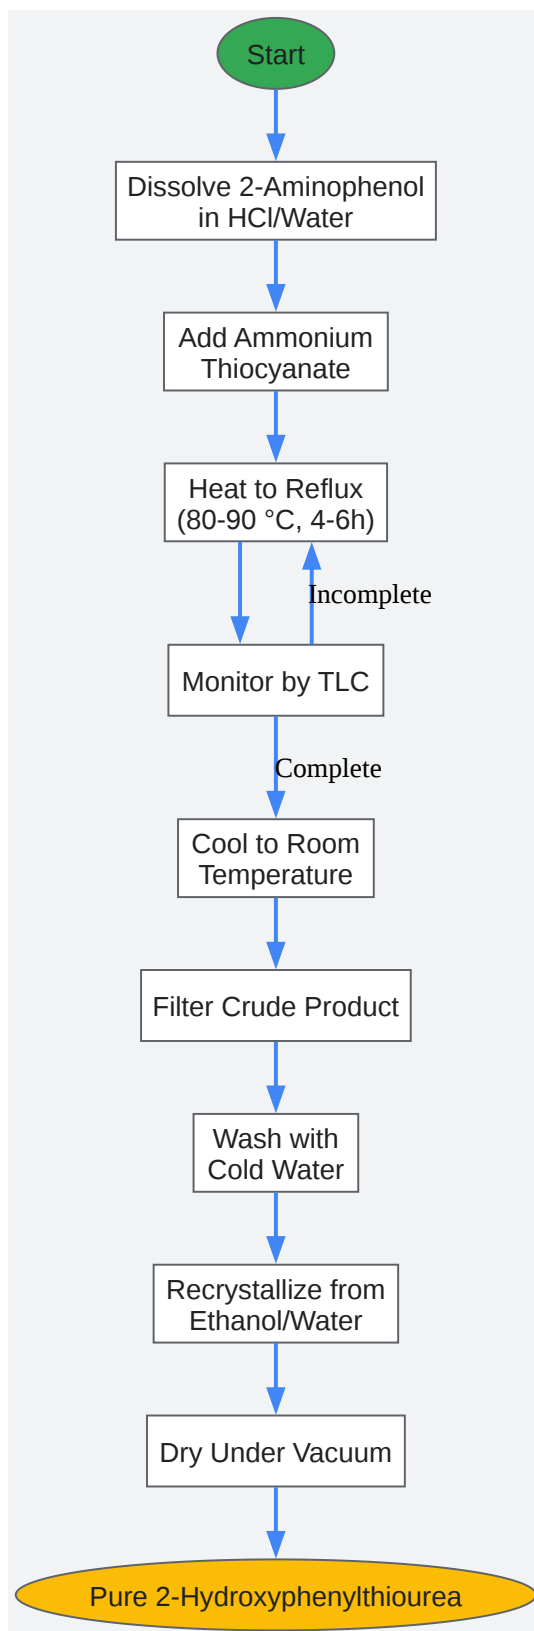 Start
Dissolve 2-Aminophenol
in HCl/Water
Add Ammonium
Thiocyanate
Heat to Reflux
(80-90 °C, 4-6h)
Incomplete
Monitor by TLC
Complete
Cool to Room
Temperature
Filter Crude Product
Wash with
Cold Water
Recrystallize from
Ethanol/Water
Dry Under Vacuum
Pure 2-Hydroxyphenylthiourea